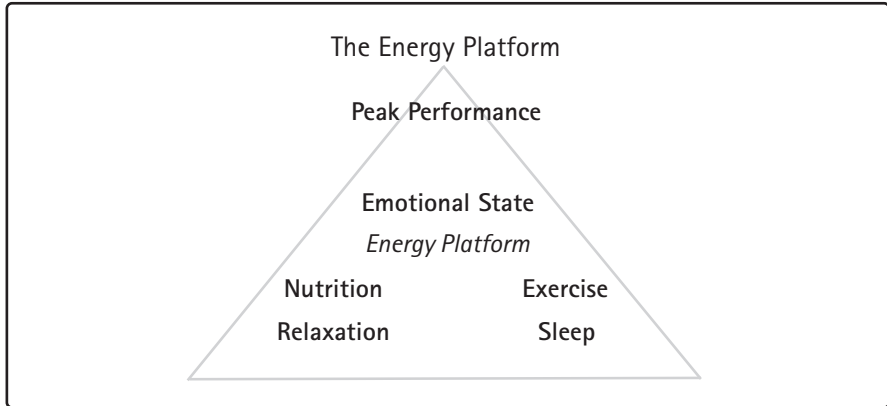 The Energy Platform
Peak Performance
Emotional State
Energy Platform
Nutrition Exercise
Relaxation Sleep